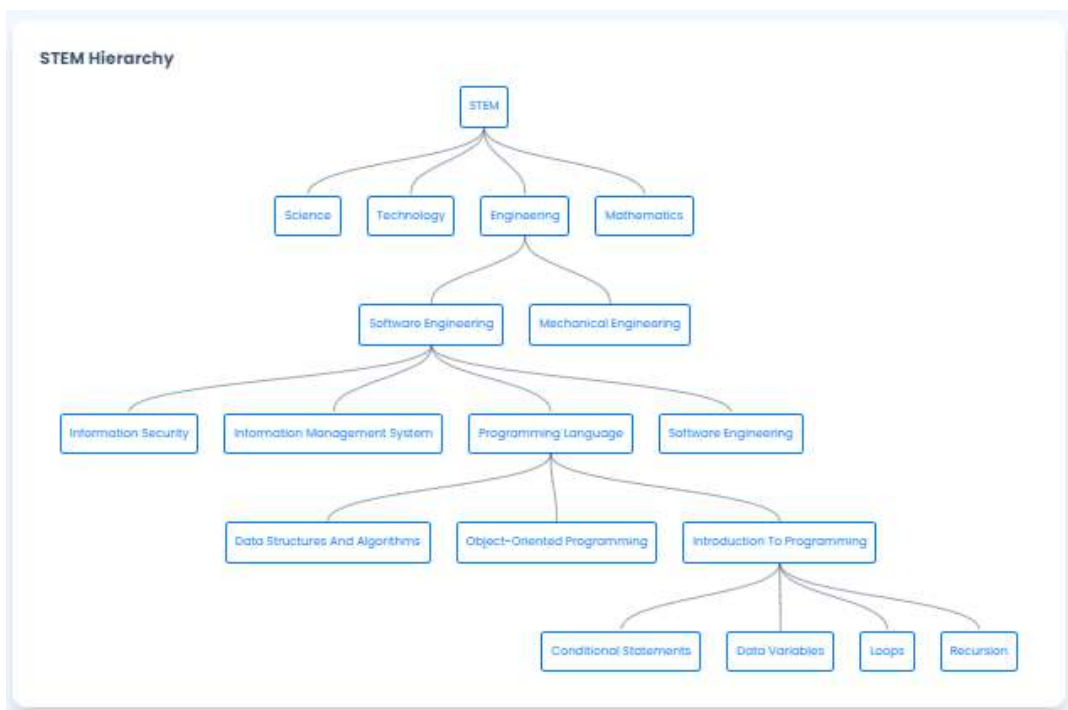 STEM Hierarchy
STEM
Science
Technology
Engineering
Mathematics
Software Engineering
Mechanical Engineering
Information Security
Information Management System
Programming Language
Software Engineering
Data Structures And Algorithms
Object-Oriented Programming
Introduction To Programming
Conditional Statements
Data Variables
Loops
Recursion